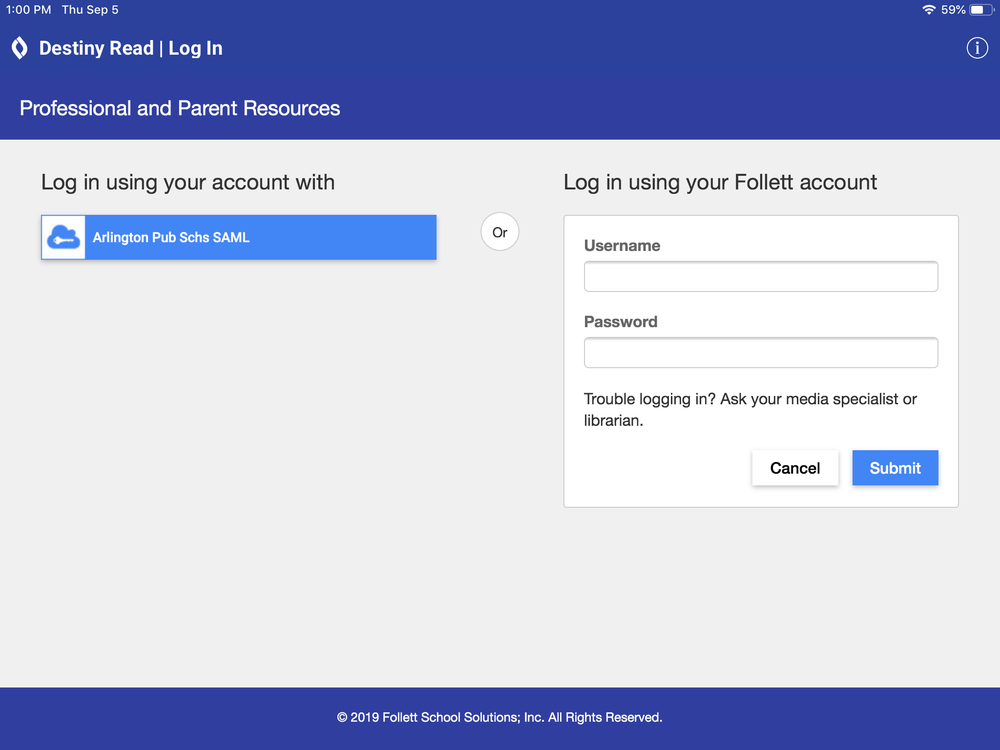 1:00 PM Thu Sep 5
59%
Destiny Read | Log In
i
Professional and Parent Resources
Log in using your account with
Arlington Pub Schs SAML
Or
Log in using your Follett account
Username
Password
Trouble logging in? Ask your media specialist or
librarian.
Cancel
Submit
© 2019 Follett School Solutions; Inc. All Rights Reserved.